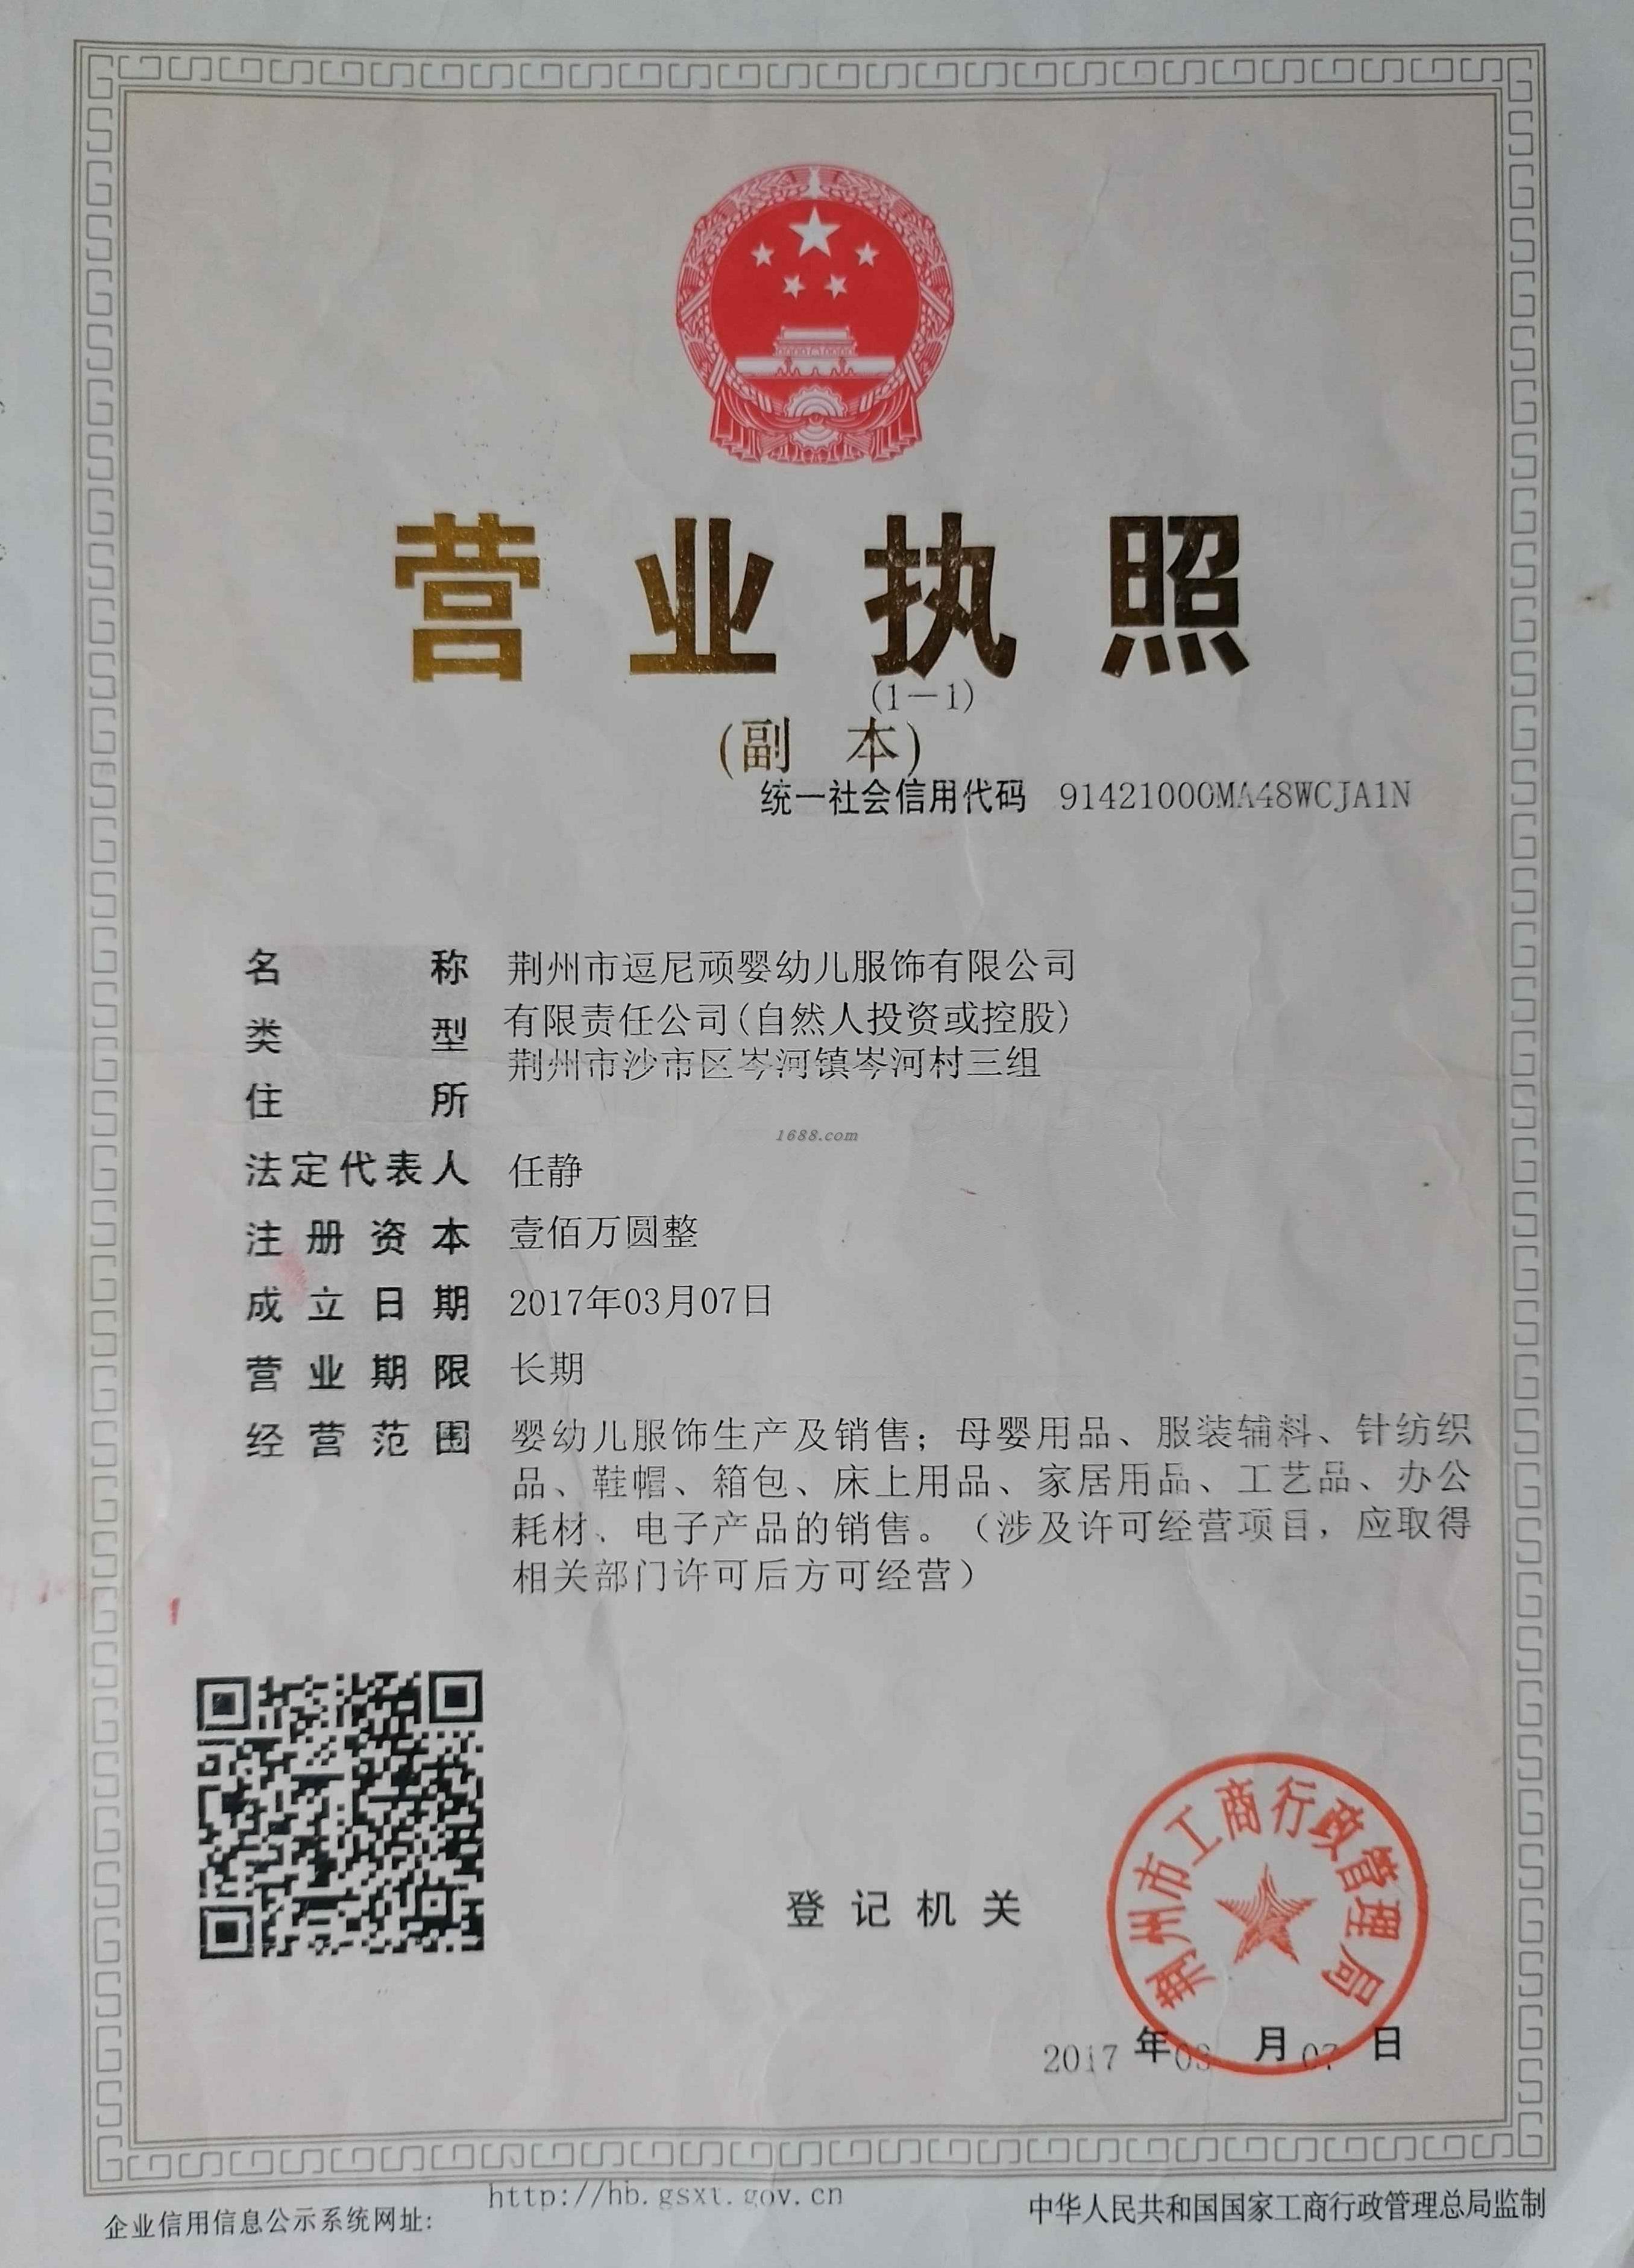 营业执照
(1-1)
(副 本)
统一社会信用代码 91421000MA48WCJA1N
名 称 荆州市逗尼顽婴幼儿服饰有限公司
类 型 有限责任公司(自然人投资或控股)
住 所 荆州市沙市区岑河镇岑河村三组
1688.com
法定代表人 任静
注册资本 壹佰万圆整
成立日期 2017年03月07日
营业期限 长期
经营范围 婴幼儿服饰生产及销售；母婴用品、服装辅料、针纺织
品、鞋帽、箱包、床上用品、家居用品、工艺品、办公
耗材、电子产品的销售。（涉及许可经营项目，应取得
相关部门许可后方可经营）
登记机关
荆州市工商行政管理局
2017年03月07日
企业信用信息公示系统网址: http://hb.gsxt.gov.cn
中华人民共和国国家工商行政管理总局监制